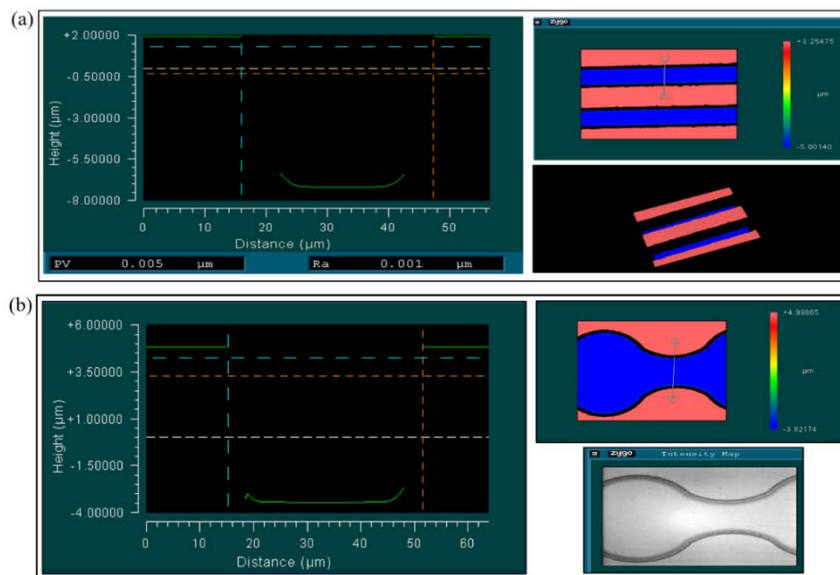 (a)
+2.00000
-0.50000
-3.00000
-5.50000
-8.00000
Height (µm)
0 10 20 30 40 50
Distance (µm)
PV 0.005 µm Ra 0.001 µm
zygo
+3.25475
µm
-5.00140
(b)
+6.00000
+3.50000
+1.00000
-1.50000
-4.00000
Height (µm)
0 10 20 30 40 50 60
Distance (µm)
+4.99865
µm
-3.82174
zygo Intensity Map